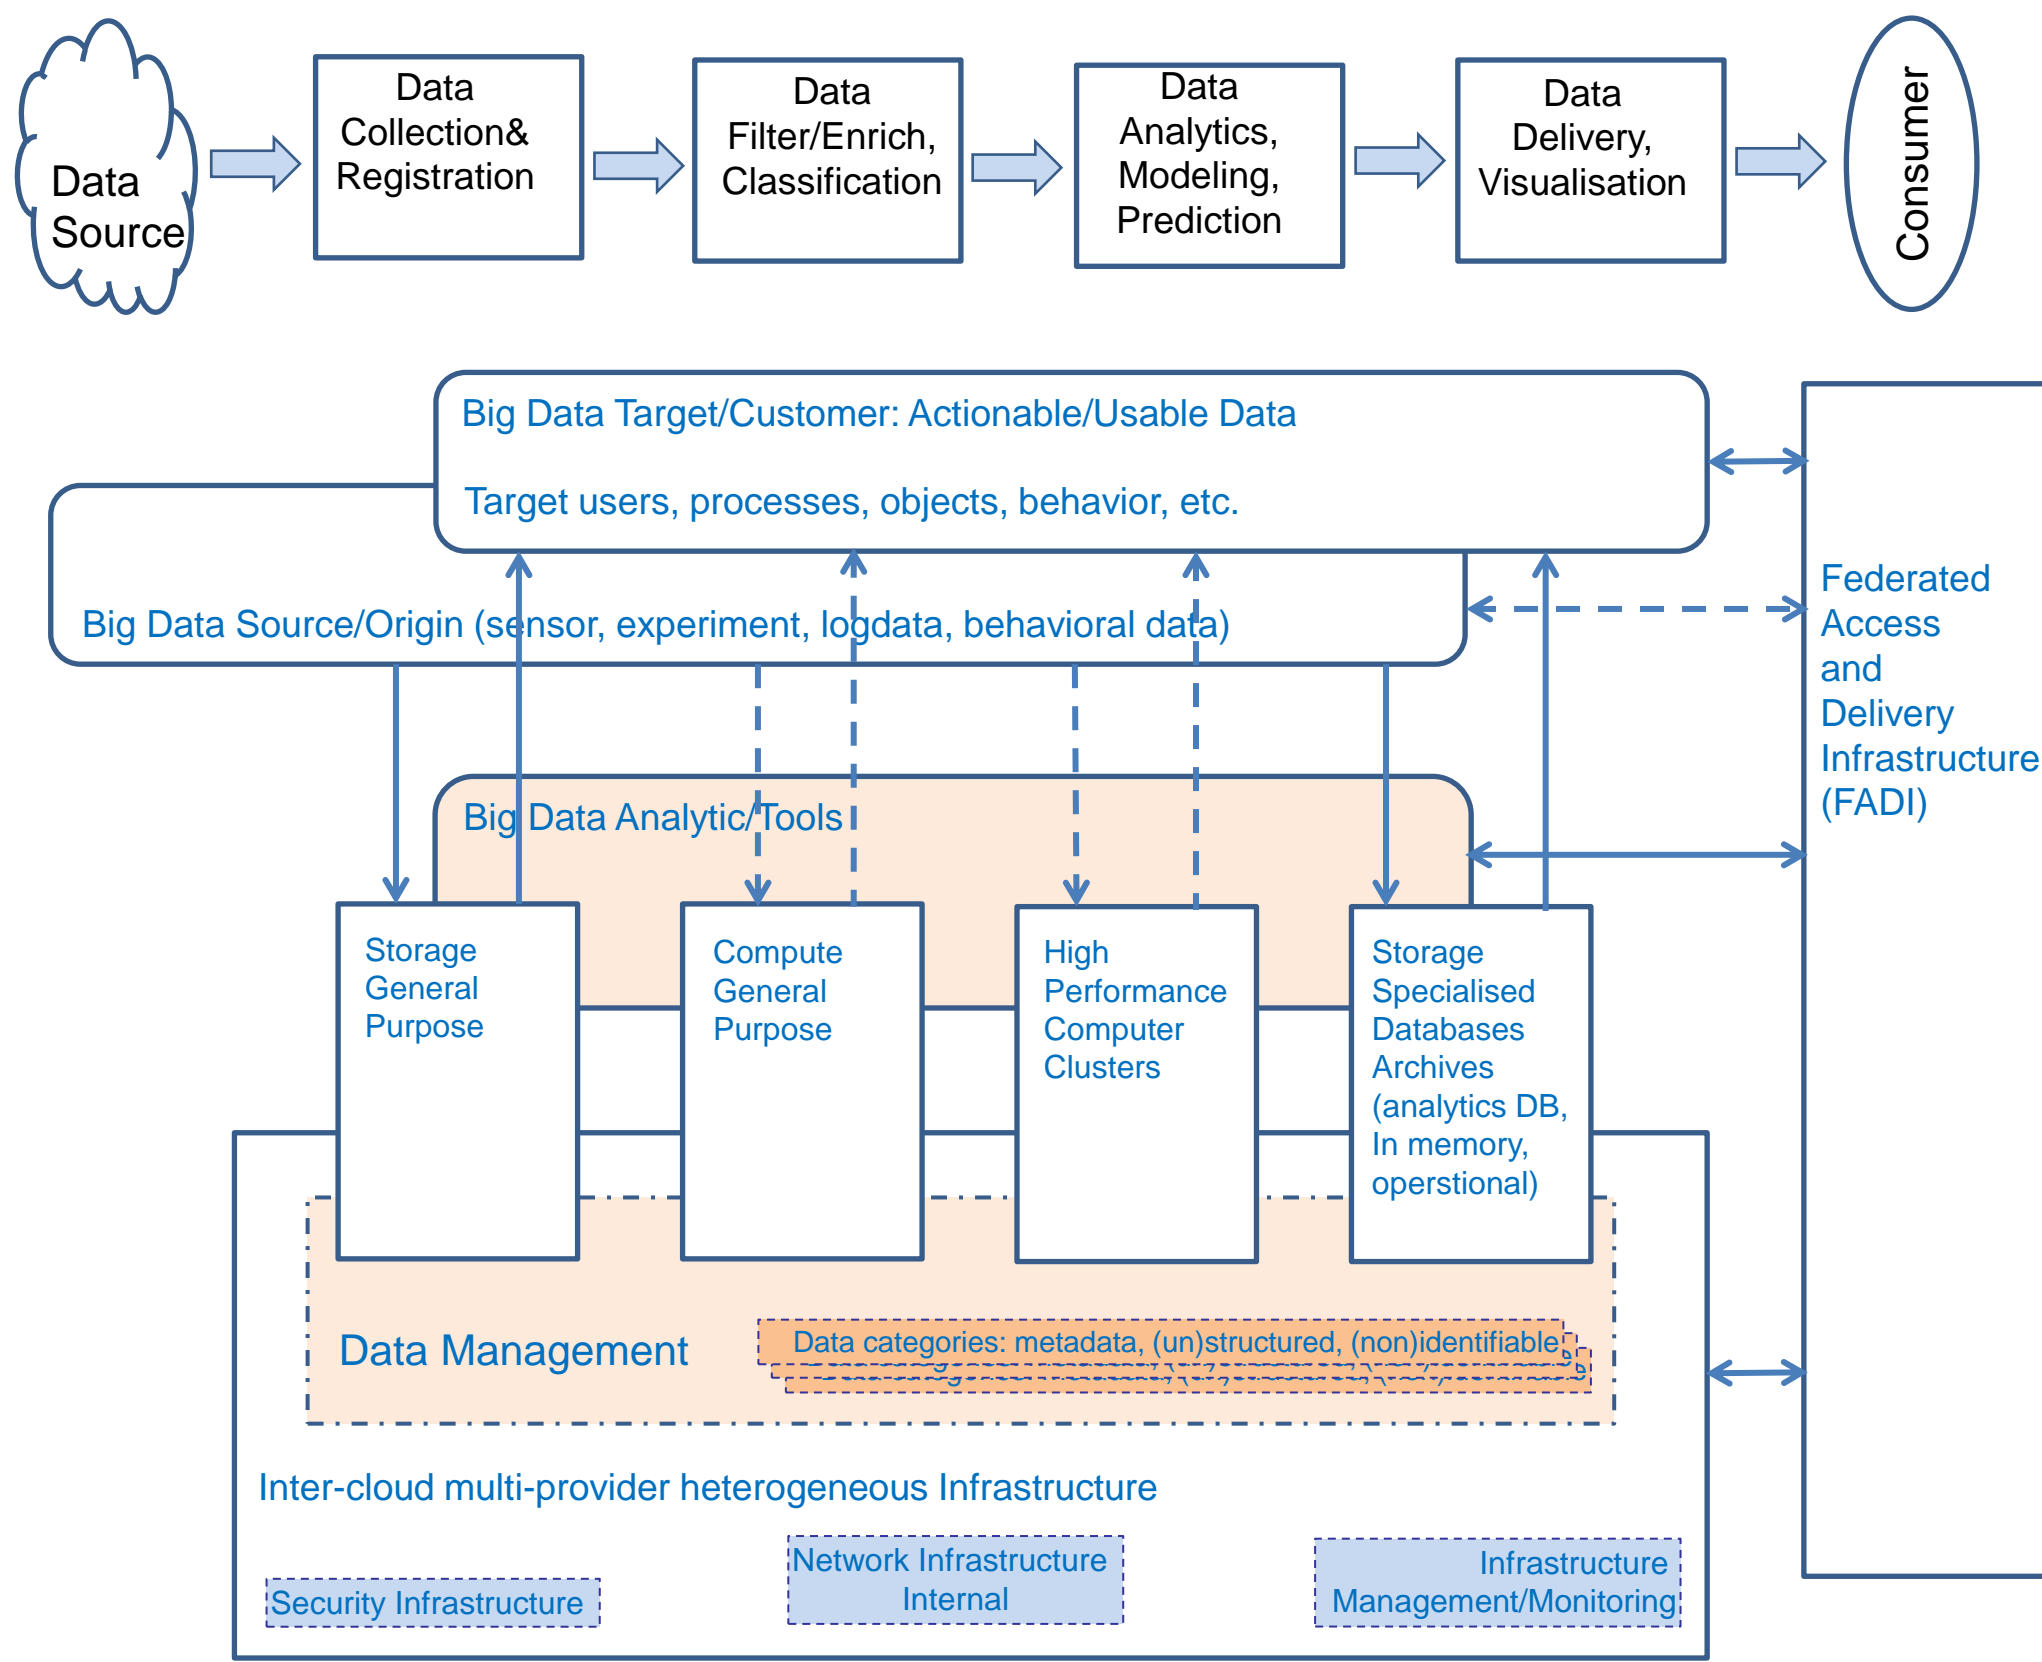 Data
Source
Data
Collection&
Registration
Data
Filter/Enrich,
Classification
Data
Analytics,
Modeling,
Prediction
Data
Delivery,
Visualisation
Consumer
Big Data Target/Customer: Actionable/Usable Data
Target users, processes, objects, behavior, etc.
Big Data Source/Origin (sensor, experiment, logdata, behavioral data)
Federated
Access
and
Delivery
Infrastructure
(FADI)
Big Data Analytic/Tools
Storage
General
Purpose
Compute
General
Purpose
High
Performance
Computer
Clusters
Storage
Specialised
Databases
Archives
(analytics DB,
In memory,
operstional)
Data Management
Data categories: metadata, (un)structured, (non)identifiable
Inter-cloud multi-provider heterogeneous Infrastructure
Security Infrastructure
Network Infrastructure
Internal
Infrastructure
Management/Monitoring